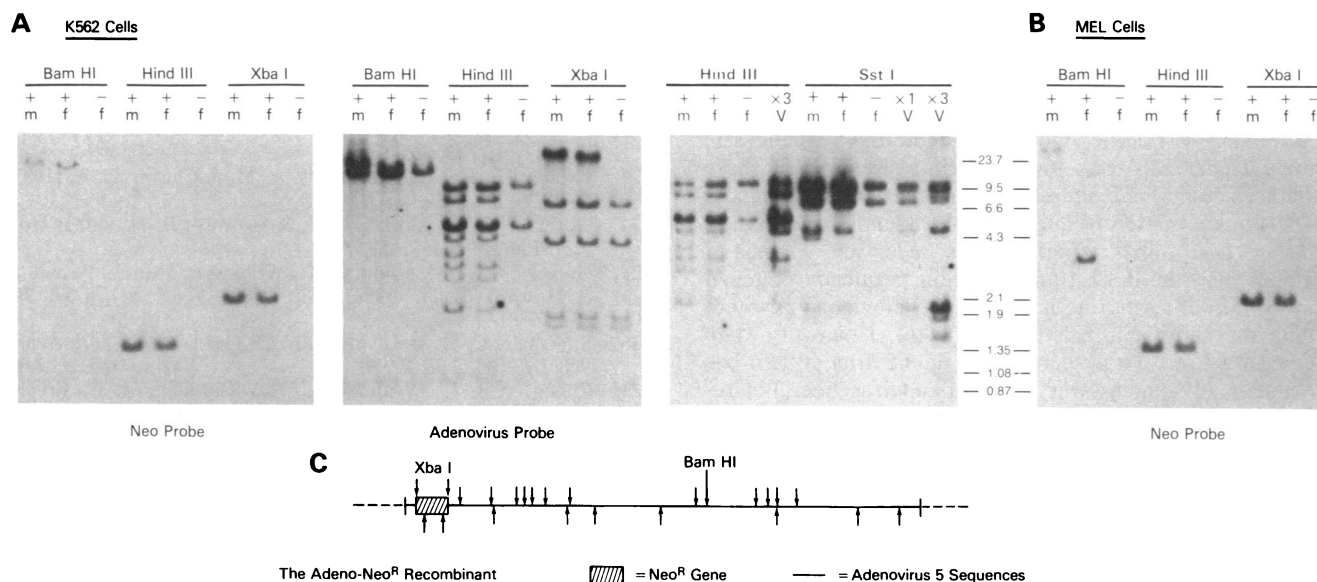 A K562 Cells
Bam HI Hind III Xba I
+ + − + + − + + −
m f f m f f m f f
Neo Probe
Bam HI Hind III Xba I
+ + − + + − + + −
m f f m f f m f f
Adenovirus Probe
Hind III Sst I
+ + − ×3 + + − ×1 ×3
m f f V m f f V V
23.7
9.5
6.6
4.3
2.1
1.9
1.35
1.08
0.87
B MEL Cells
Bam HI Hind III Xba I
+ + − + + − + + −
m f f m f f m f f
Neo Probe
C
Xba I Bam HI
The Adeno-Neoᴿ Recombinant = Neoᴿ Gene = Adenovirus 5 Sequences